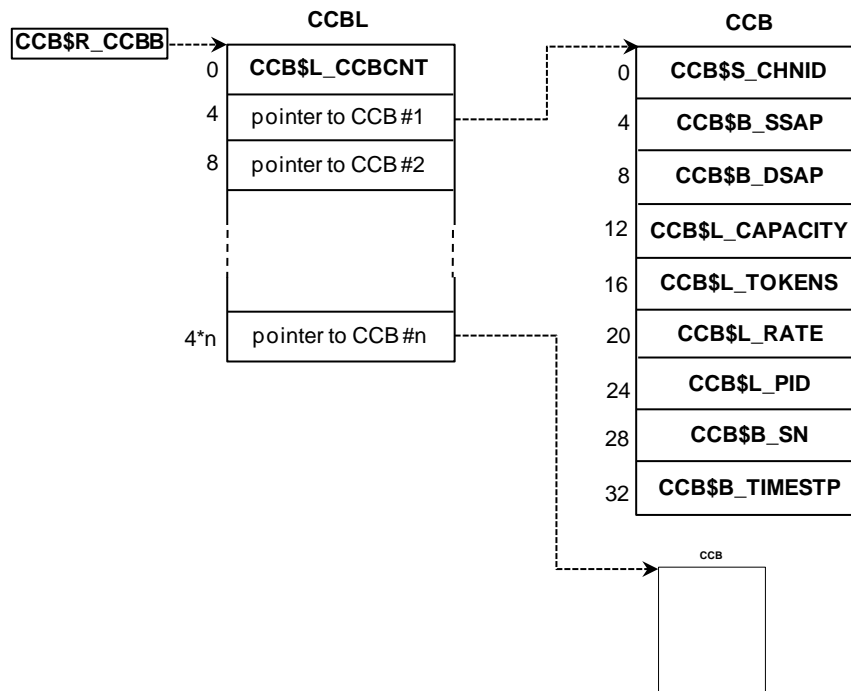 CCBL
CCB
CCB$R_CCBB
0 CCB$L_CCBCNT
4 pointer to CCB #1
8 pointer to CCB #2
4*n pointer to CCB #n
0 CCB$S_CHNID
4 CCB$B_SSAP
8 CCB$B_DSAP
12 CCB$L_CAPACITY
16 CCB$L_TOKENS
20 CCB$L_RATE
24 CCB$L_PID
28 CCB$B_SN
32 CCB$B_TIMESTP
CCB